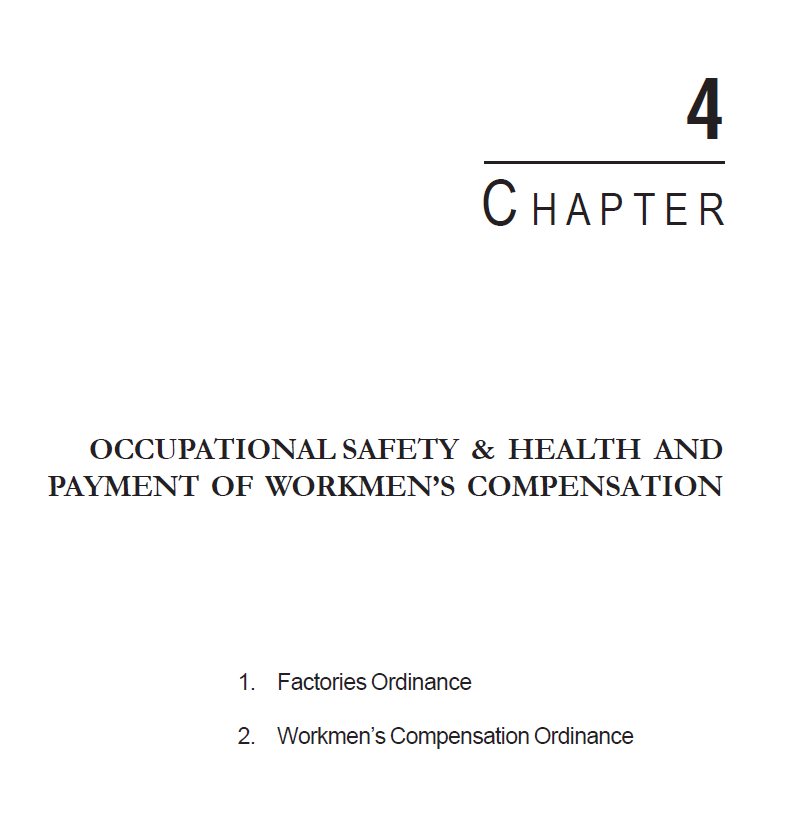 4
CHAPTER
OCCUPATIONAL SAFETY & HEALTH AND
PAYMENT OF WORKMEN’S COMPENSATION
1. Factories Ordinance
2. Workmen’s Compensation Ordinance